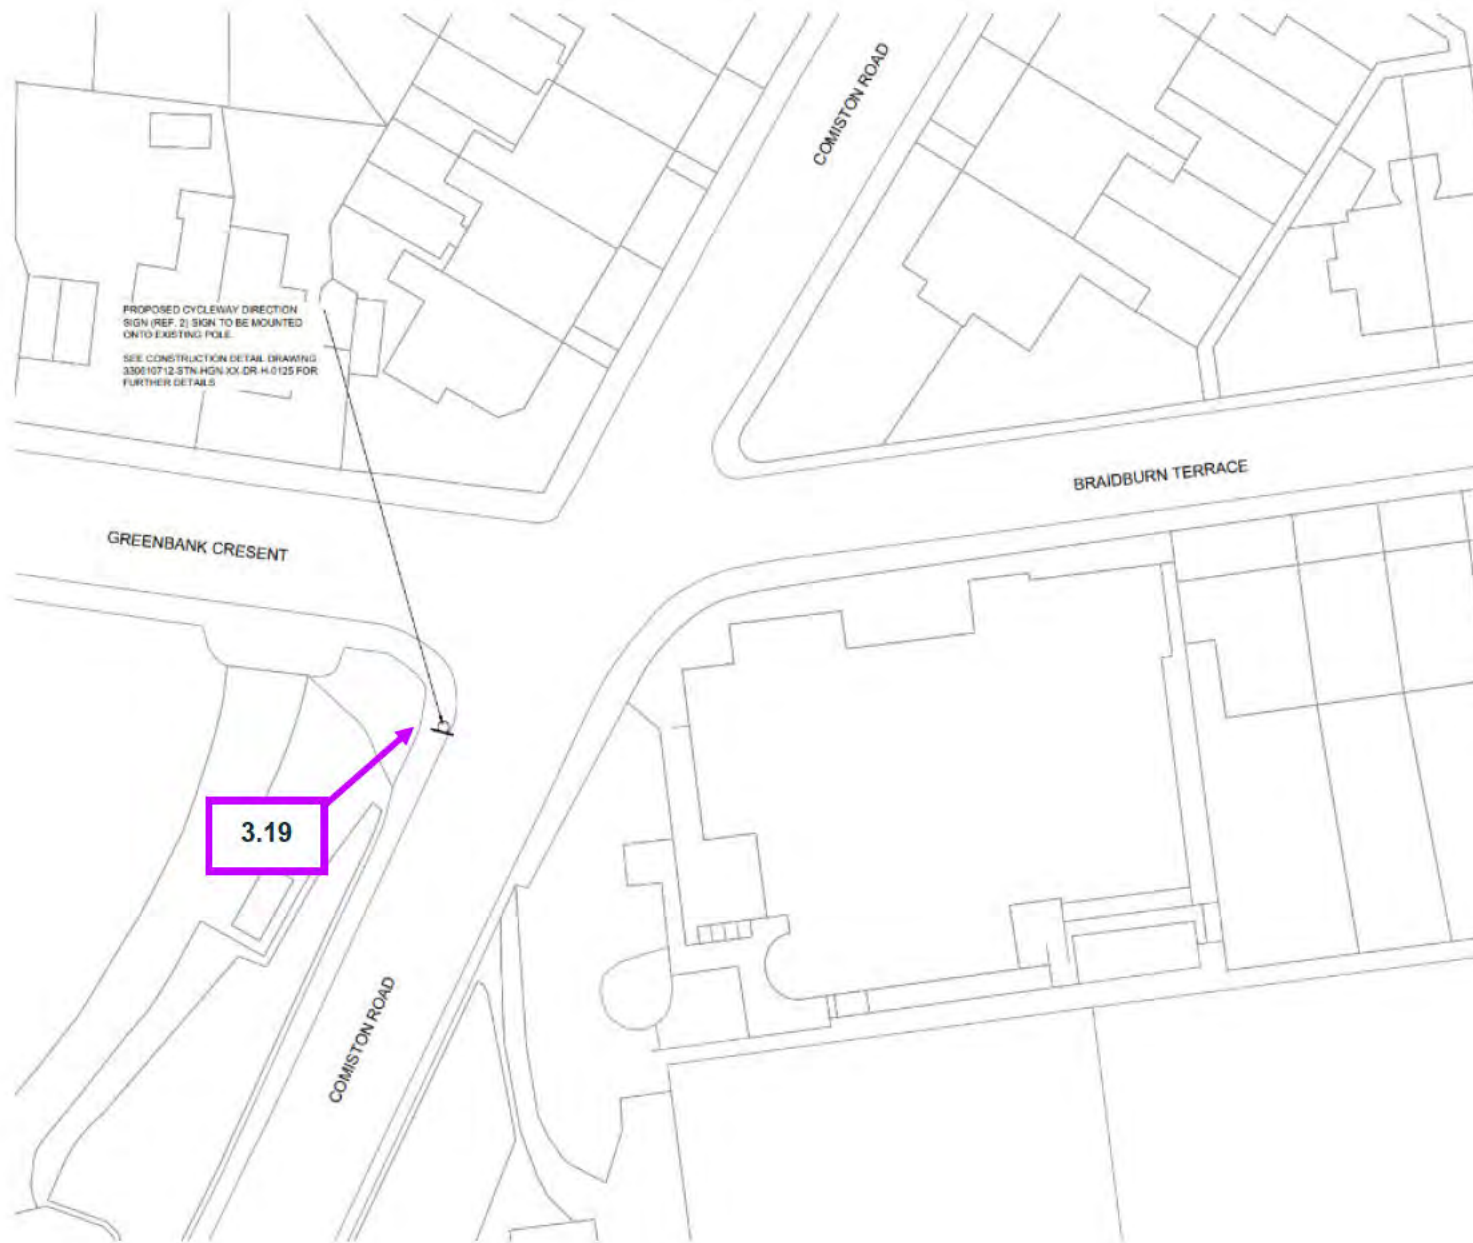 COMISTON ROAD
PROPOSED CYCLEWAY DIRECTION
SIGN (REF. 2) SIGN TO BE MOUNTED
ONTO EXISTING POLE.
SEE CONSTRUCTION DETAIL DRAWING
330610712-STN-HGN-XX-DR-H-0125 FOR
FURTHER DETAILS
BRAIDBURN TERRACE
GREENBANK CRESENT
3.19
COMISTON ROAD